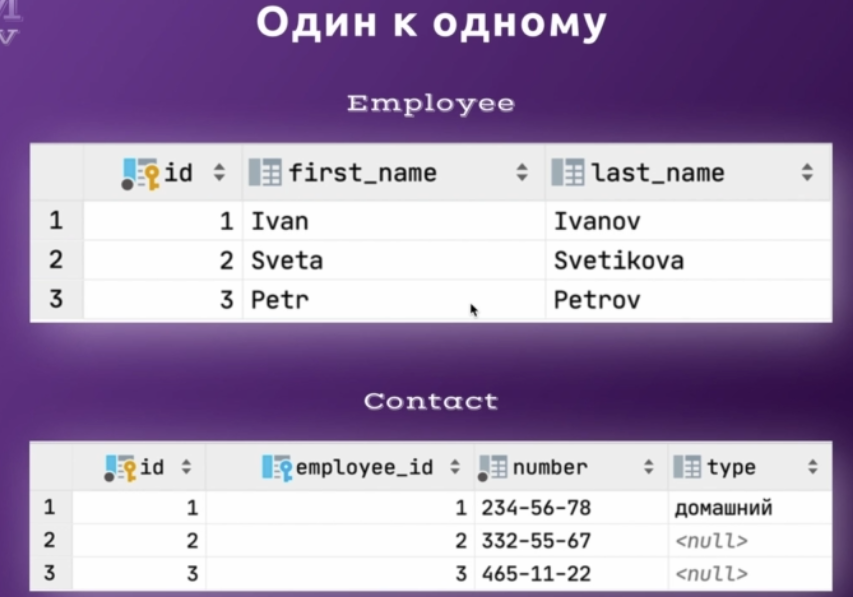 Один к одному
Employee
id first_name last_name
1 1 Ivan Ivanov
2 2 Sveta Svetikova
3 3 Petr Petrov
Contact
id employee_id number type
1 1 1 234-56-78 домашний
2 2 2 332-55-67 <null>
3 3 3 465-11-22 <null>